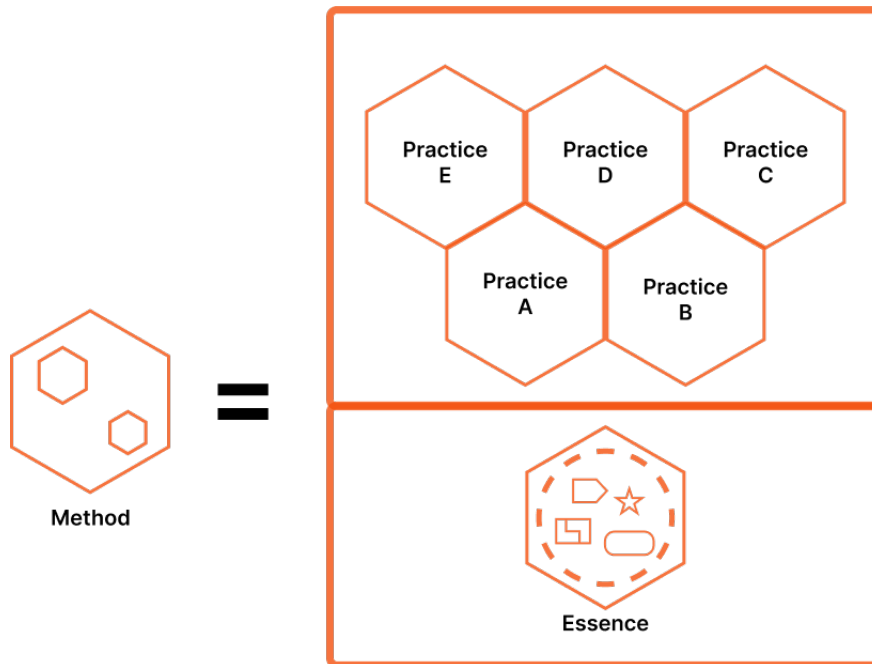 Practice
E
Practice
D
Practice
C
Practice
A
Practice
B
Method
=
Essence